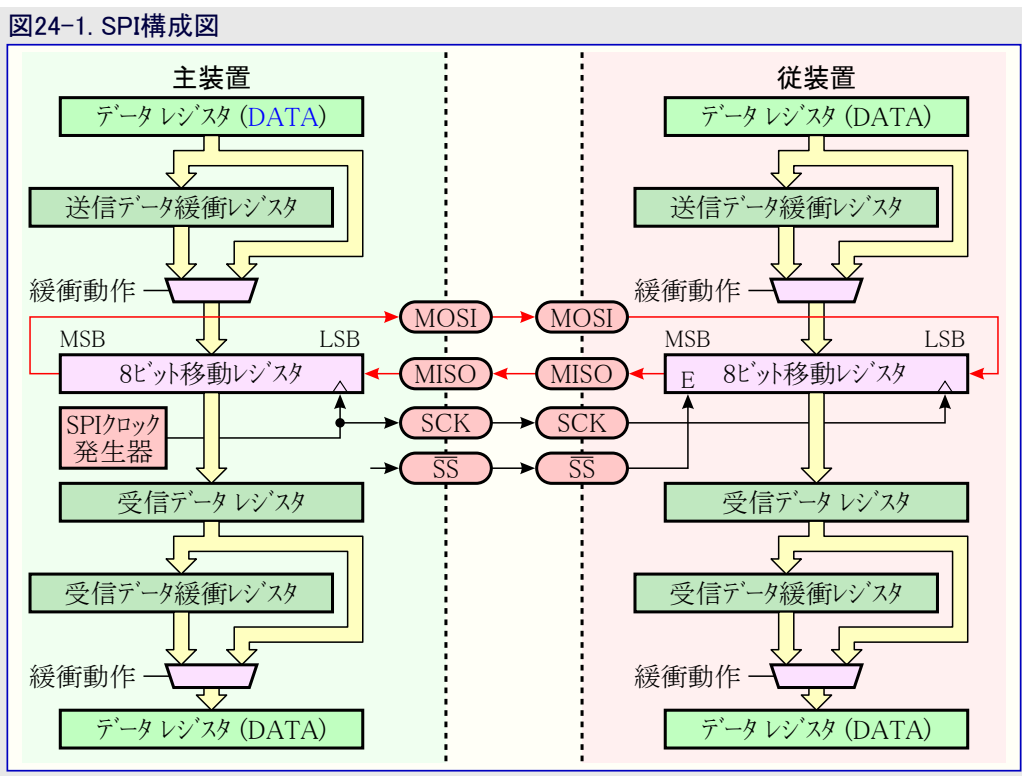 図24-1. SPI構成図
主装置
データ レジスタ (DATA)
送信データ緩衝レジスタ
緩衝動作
MSB
LSB
8ビット移動レジスタ
SPIクロック
発生器
受信データ レジスタ
受信データ緩衝レジスタ
緩衝動作
データ レジスタ (DATA)
MOSI
MOSI
MISO
MISO
SCK
SCK
S̅S̅
S̅S̅
従装置
データ レジスタ (DATA)
送信データ緩衝レジスタ
緩衝動作
MSB
LSB
E
8ビット移動レジスタ
受信データ レジスタ
受信データ緩衝レジスタ
緩衝動作
データ レジスタ (DATA)